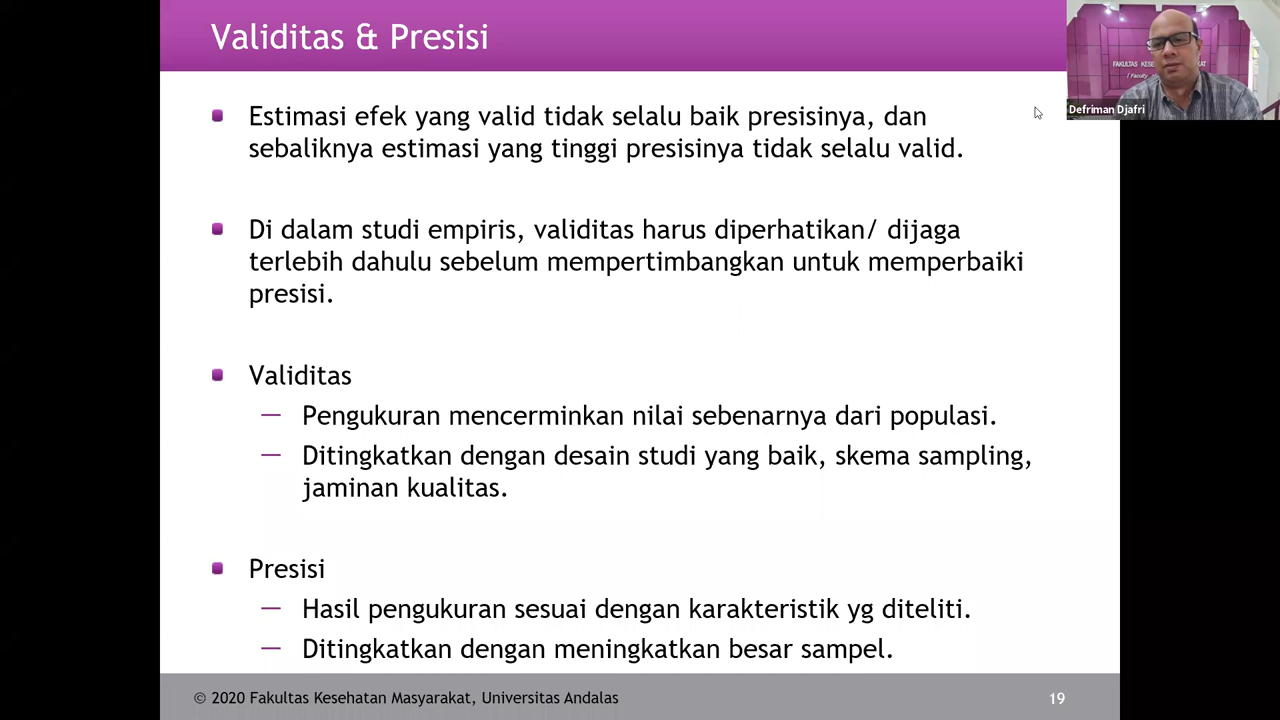 Validitas & Presisi
Estimasi efek yang valid tidak selalu baik presisinya, dan
sebaliknya estimasi yang tinggi presisinya tidak selalu valid.
Di dalam studi empiris, validitas harus diperhatikan/ dijaga
terlebih dahulu sebelum mempertimbangkan untuk memperbaiki
presisi.
Validitas
— Pengukuran mencerminkan nilai sebenarnya dari populasi.
— Ditingkatkan dengan desain studi yang baik, skema sampling,
jaminan kualitas.
Presisi
— Hasil pengukuran sesuai dengan karakteristik yg diteliti.
— Ditingkatkan dengan meningkatkan besar sampel.
© 2020 Fakultas Kesehatan Masyarakat, Universitas Andalas
19
FAKULTAS
Defriman Djafri